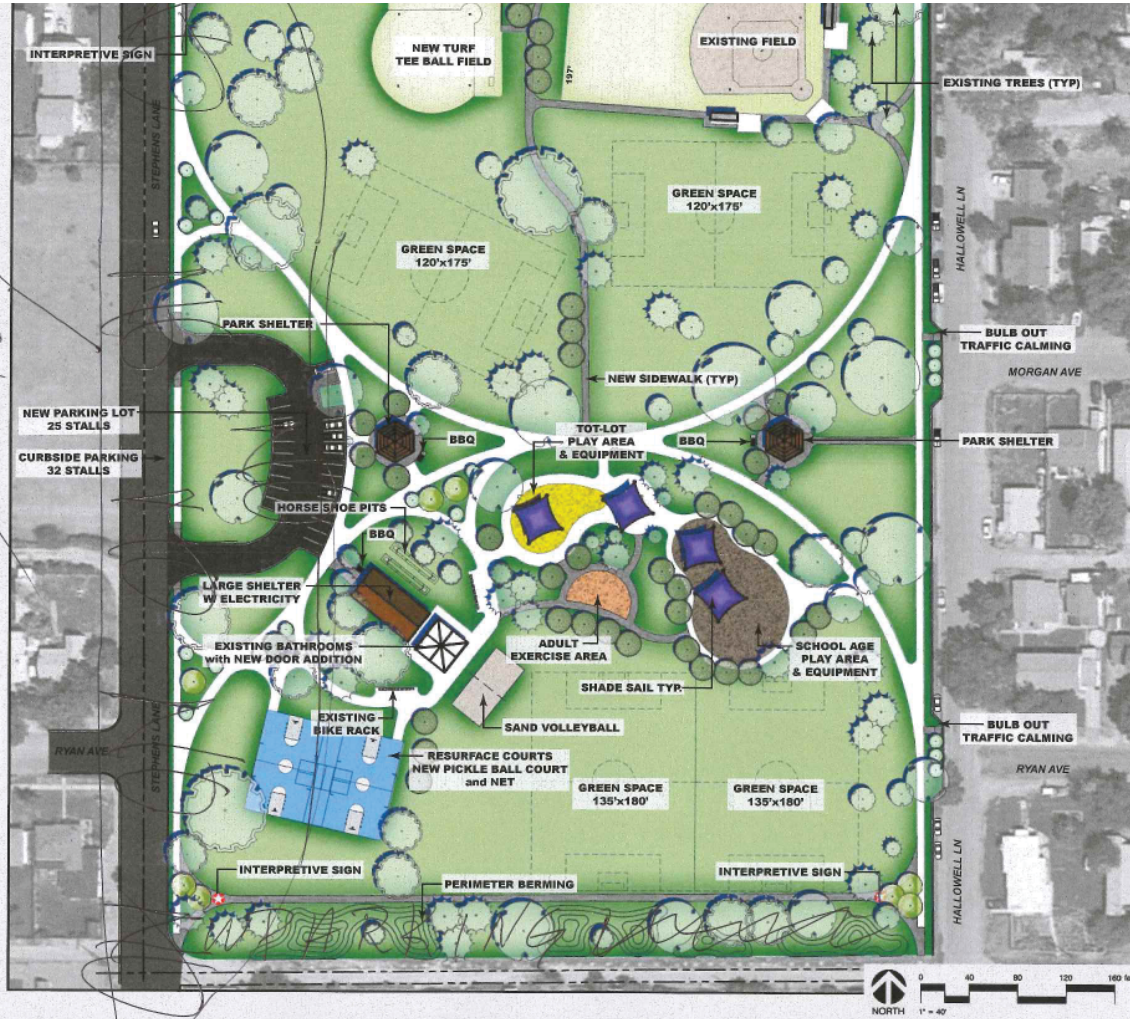 INTERPRETIVE SIGN
NEW TURF
TEE BALL FIELD
EXISTING FIELD
197'
EXISTING TREES (TYP)
STEPHENS LANE
GREEN SPACE
120'x175'
HALLOWELL LN
GREEN SPACE
120'x175'
PARK SHELTER
BULB OUT
TRAFFIC CALMING
MORGAN AVE
NEW SIDEWALK (TYP)
NEW PARKING LOT
25 STALLS
CURBSIDE PARKING
32 STALLS
BBQ
TOT-LOT
PLAY AREA
& EQUIPMENT
BBQ
PARK SHELTER
HORSE SHOE PITS
BBQ
LARGE SHELTER
W/ ELECTRICITY
EXISTING BATHROOMS
with NEW DOOR ADDITION
ADULT
EXERCISE AREA
SCHOOL AGE
PLAY AREA
& EQUIPMENT
SHADE SAIL TYP.
EXISTING
BIKE RACK
SAND VOLLEYBALL
BULB OUT
TRAFFIC CALMING
RYAN AVE
STEPHENS LANE
RESURFACE COURTS
NEW PICKLE BALL COURT
and NET
RYAN AVE
GREEN SPACE
135'x180'
GREEN SPACE
135'x180'
INTERPRETIVE SIGN
INTERPRETIVE SIGN
PERIMETER BERMING
HALLOWELL LN
NORTH
0 40 80 120 160
1" = 40'